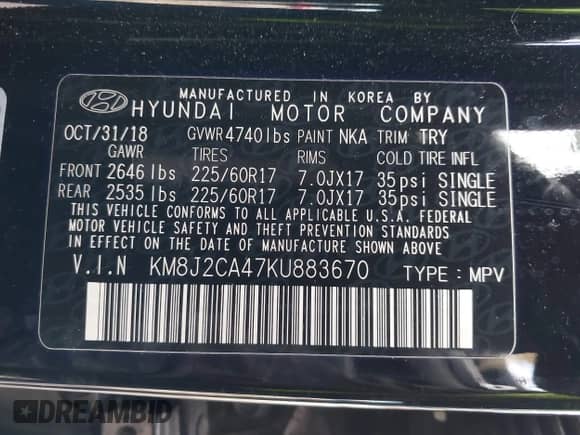 MANUFACTURED IN KOREA BY
HYUNDAI MOTOR COMPANY
OCT/31/18 GVWR 4740lbs PAINT NKA TRIM TRY
GAWR TIRES RIMS COLD TIRE INFL
FRONT 2646 lbs 225/60R17 7.0JX17 35psi SINGLE
REAR 2535 lbs 225/60R17 7.0JX17 35psi SINGLE
THIS VEHICLE CONFORMS TO ALL APPLICABLE U.S.A. FEDERAL
MOTOR VEHICLE SAFETY, BUMPER, AND THEFT PREVENTION STANDARDS
IN EFFECT ON THE DATE OF MANUFACTURE SHOWN ABOVE.
V.I.N KM8J2CA47KU883670 TYPE: MPV
DREAMBID